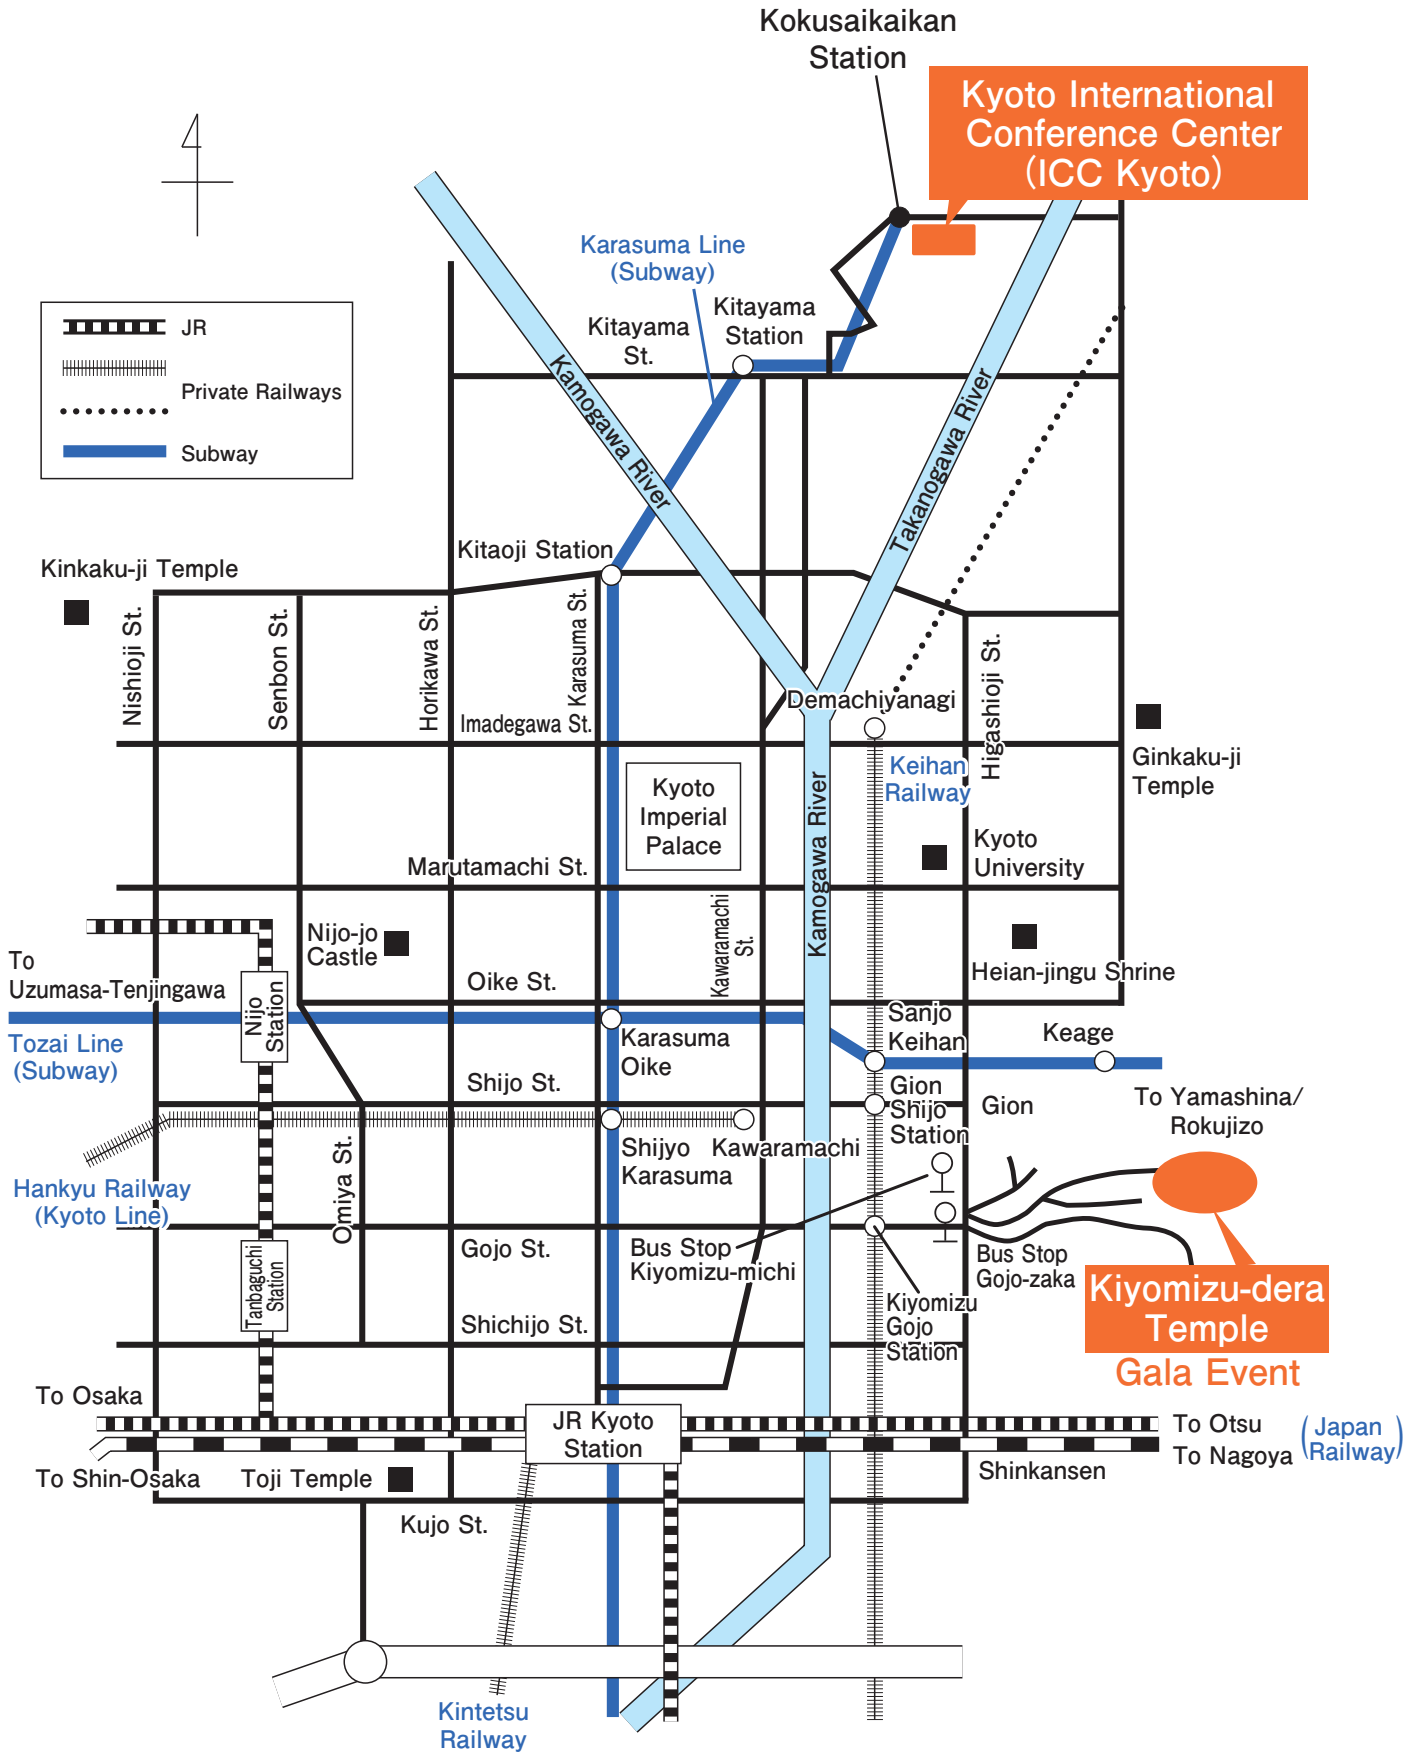 Kokusaikaikan
Station
Kyoto International
Conference Center
(ICC Kyoto)
Karasuma Line
(Subway)
Kitayama
Station
Kitayama
St.
JR
Private Railways
Subway
Kamogawa River
Takanogawa River
Kitaoji Station
Kinkaku-ji Temple
Nishioji St.
Senbon St.
Horikawa St.
Karasuma St.
Imadegawa St.
Demachiyanagi
Higashioji St.
Keihan
Railway
Ginkaku-ji
Temple
Kyoto
Imperial
Palace
Kamogawa River
Kyoto
University
Marutamachi St.
Kawaramachi
St.
Nijo-jo
Castle
Heian-jingu Shrine
To
Uzumasa-Tenjingawa
Oike St.
Nijo
Station
Tozai Line
(Subway)
Karasuma
Oike
Sanjo
Keihan
Keage
Shijo St.
Gion
Shijo
Station
Gion
To Yamashina/
Rokujizo
Shijyo
Karasuma
Kawaramachi
Omiya St.
Hankyu Railway
(Kyoto Line)
Gojo St.
Bus Stop
Kiyomizu-michi
Bus Stop
Gojo-zaka
Tanbaguchi
Station
Kiyomizu
Gojo
Station
Kiyomizu-dera
Temple
Gala Event
Shichijo St.
To Osaka
JR Kyoto
Station
To Otsu
To Nagoya
(Japan
Railway)
To Shin-Osaka
Toji Temple
Shinkansen
Kujo St.
Kintetsu
Railway